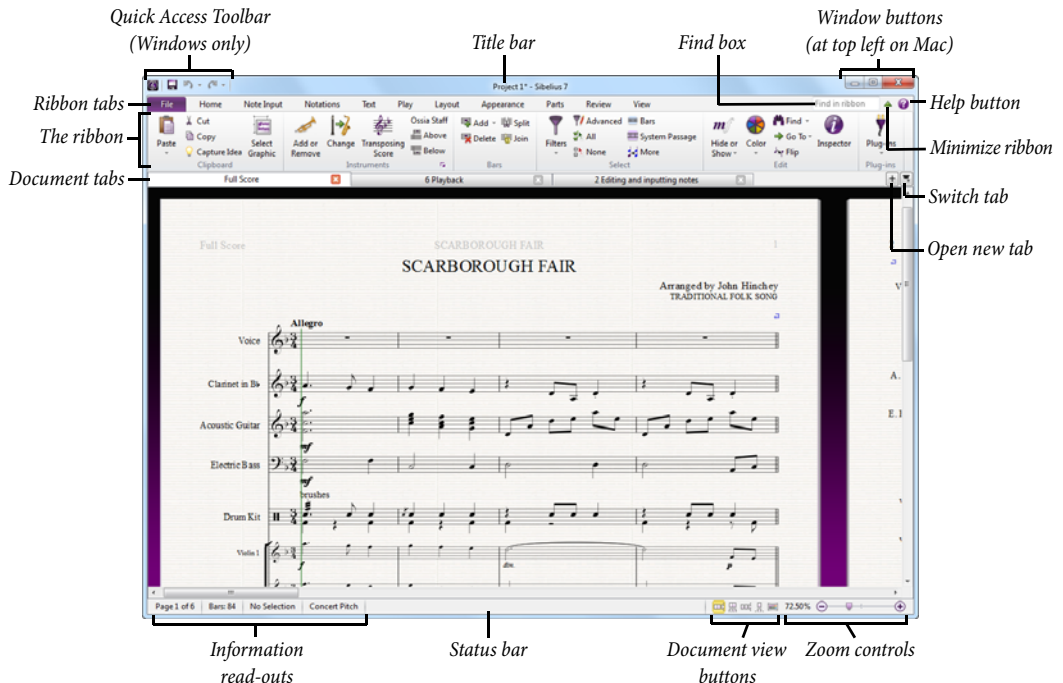 Quick Access Toolbar
(Windows only)
Title bar
Find box
Window buttons
(at top left on Mac)
Project 1* - Sibelius 7
Ribbon tabs
File Home Note Input Notations Text Play Layout Appearance Parts Review View Find in ribbon
Help button
The ribbon
Paste
Cut
Copy
Capture Idea
Select Graphic
Clipboard
Add or Remove
Change
Transposing Score
Ossia Staff
Above
Below
Instruments
Add
Split
Delete
Join
Bars
Filters
Advanced
All
None
Bars
System Passage
More
Select
Hide or Show
Color
Find
Go To
Flip
Edit
Inspector
Plug-ins
Plug-ins
Minimize ribbon
Document tabs
Full Score 6 Playback 2 Editing and inputting notes
Switch tab
Open new tab
Full Score SCARBOROUGH FAIR 1
SCARBOROUGH FAIR
Arranged by John Hinchey
TRADITIONAL FOLK SONG
V
Allegro
Voice
A.
Clarinet in B♭
f
E.
Acoustic Guitar
mf
Electric Bass
mf
brushes
Drum Kit
Violin 1
f div. p
Page 1 of 6 Bars: 84 No Selection Concert Pitch 72.50%
Information
read-outs
Status bar
Document view
buttons
Zoom controls